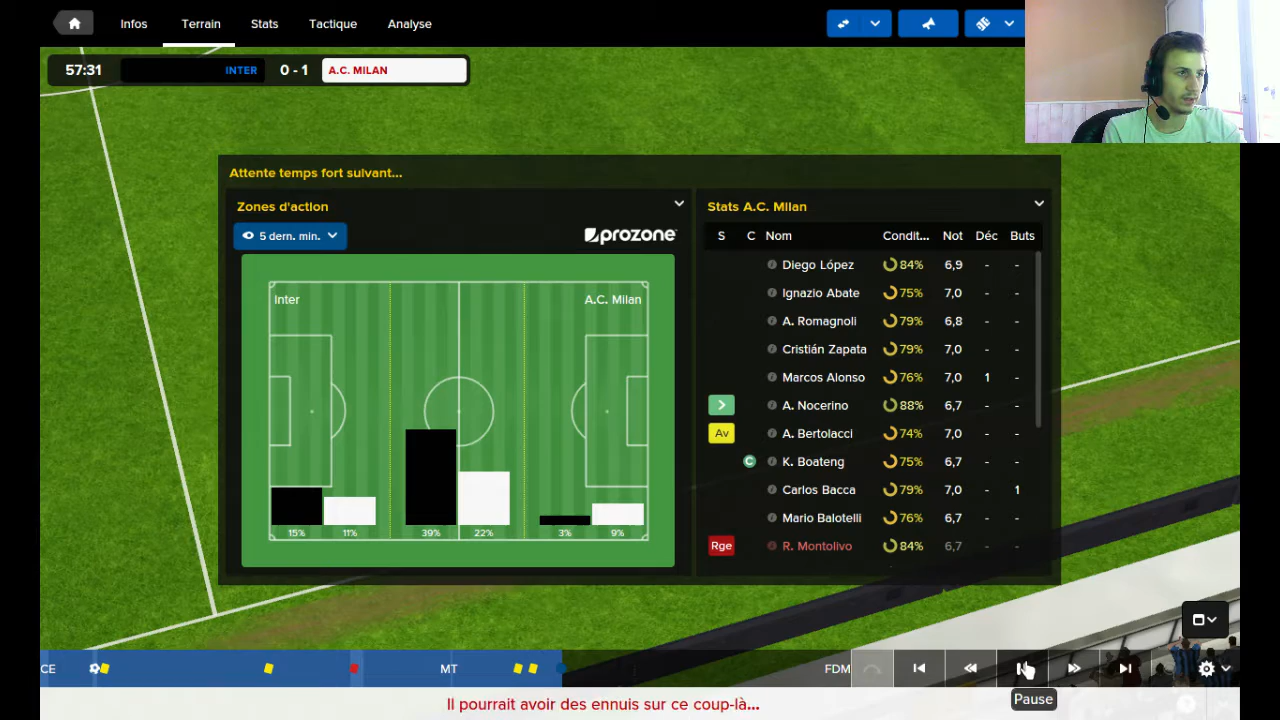 Infos Terrain Stats Tactique Analyse
57:31 INTER 0 - 1 A.C. MILAN
Attente temps fort suivant...
Zones d'action
5 dern. min. prozone
Inter A.C. Milan
15% 11% 39% 22% 3% 9%
Stats A.C. Milan
S C Nom Condit... Not Déc Buts
Diego López 84% 6,9 - -
Ignazio Abate 75% 7,0 - -
A. Romagnoli 79% 6,8 - -
Cristián Zapata 79% 7,0 - -
Marcos Alonso 76% 7,0 1 -
A. Nocerino 88% 6,7 - -
Av A. Bertolacci 74% 7,0 - -
C K. Boateng 75% 6,7 - -
Carlos Bacca 79% 7,0 - 1
Mario Balotelli 76% 6,7 - -
Rge R. Montolivo 84% 6,7 - -
CE MT FDM
Pause
Il pourrait avoir des ennuis sur ce coup-là...